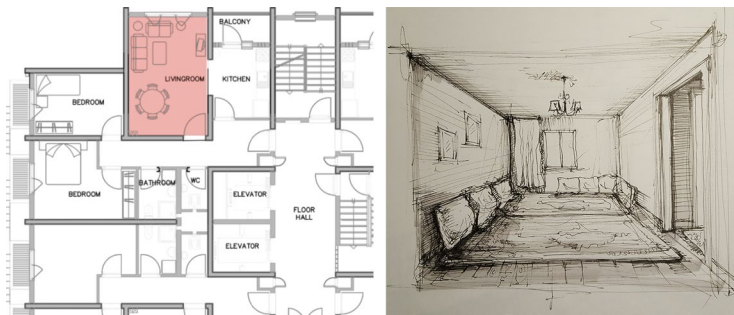 BALCONY
LIVINGROOM
KITCHEN
BEDROOM
BEDROOM
BATHROOM
WC
ELEVATOR
FLOOR
HALL
ELEVATOR